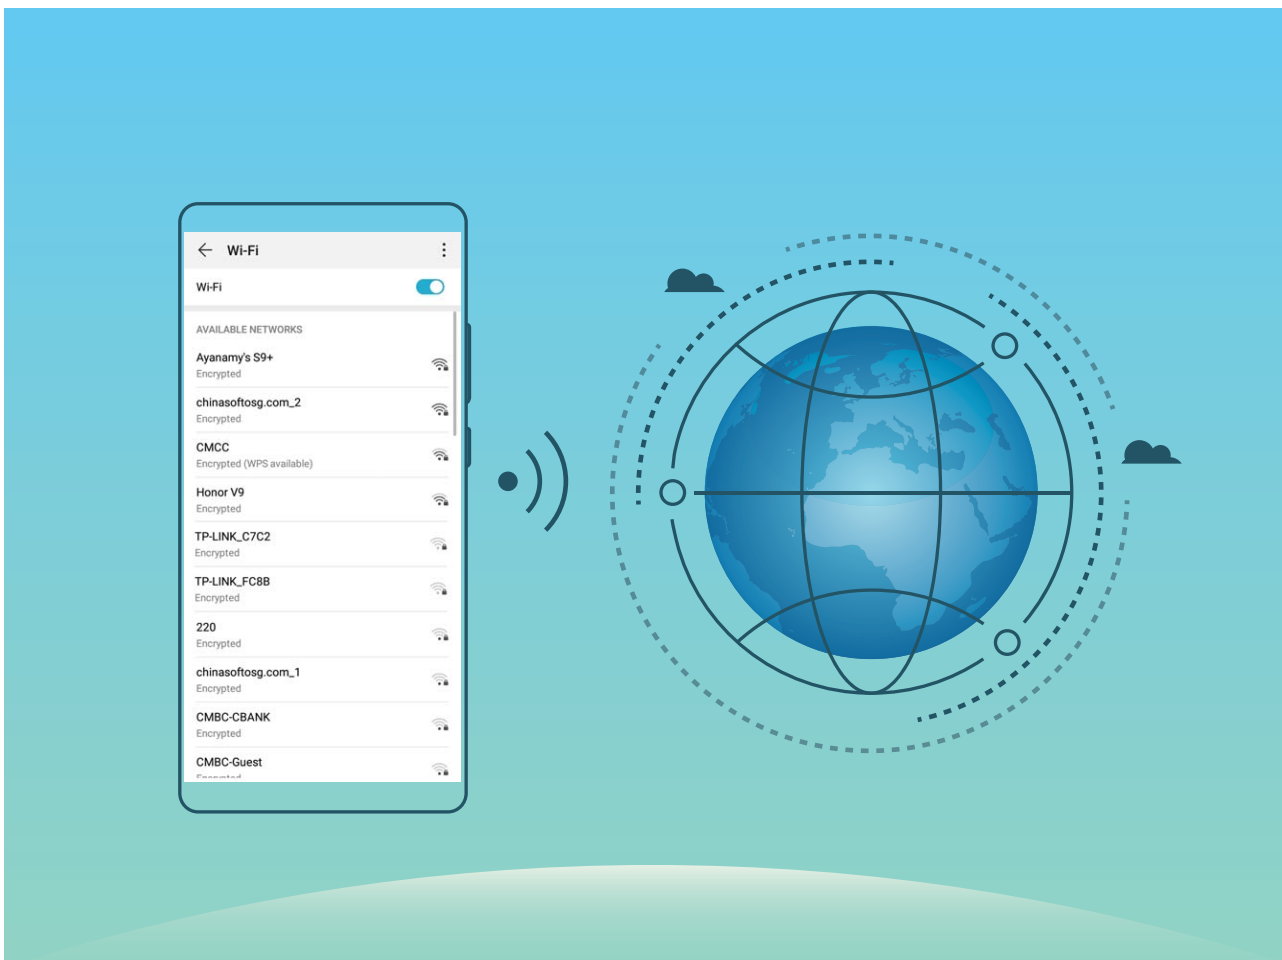 Wi-Fi
Wi-Fi
AVAILABLE NETWORKS
Ayanamy's S9+
Encrypted
chinasoftosg.com_2
Encrypted
CMCC
Encrypted (WPS available)
Honor V9
Encrypted
TP-LINK_C7C2
Encrypted
TP-LINK_FC8B
Encrypted
220
Encrypted
chinasoftosg.com_1
Encrypted
CMBC-CBANK
Encrypted
CMBC-Guest